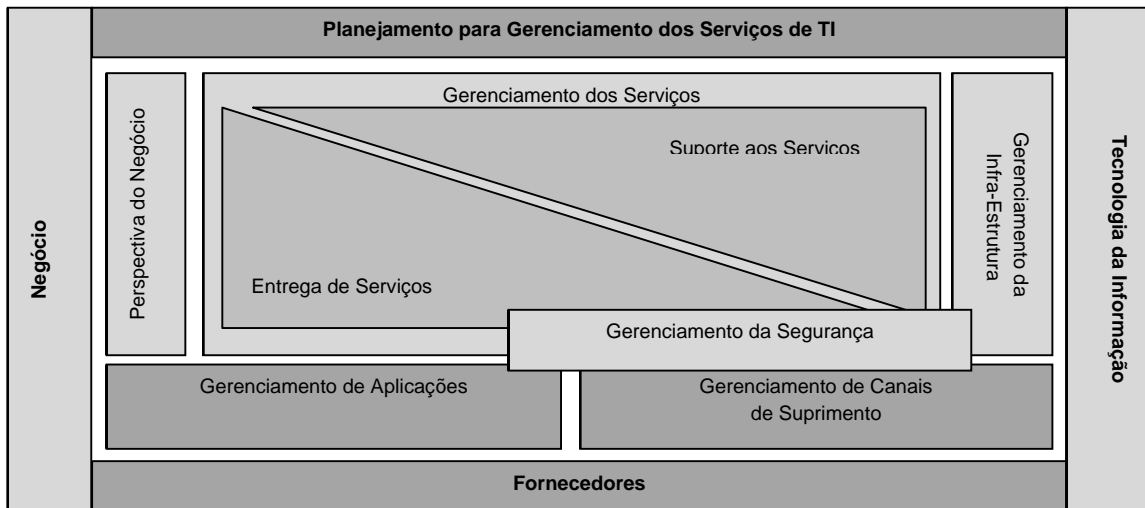 Planejamento para Gerenciamento dos Serviços de TI
Negócio
Perspectiva do Negócio
Gerenciamento dos Serviços
Suporte aos Serviços
Entrega de Serviços
Gerenciamento da
Infra-Estrutura
Tecnologia da Informação
Gerenciamento da Segurança
Gerenciamento de Aplicações
Gerenciamento de Canais
de Suprimento
Fornecedores